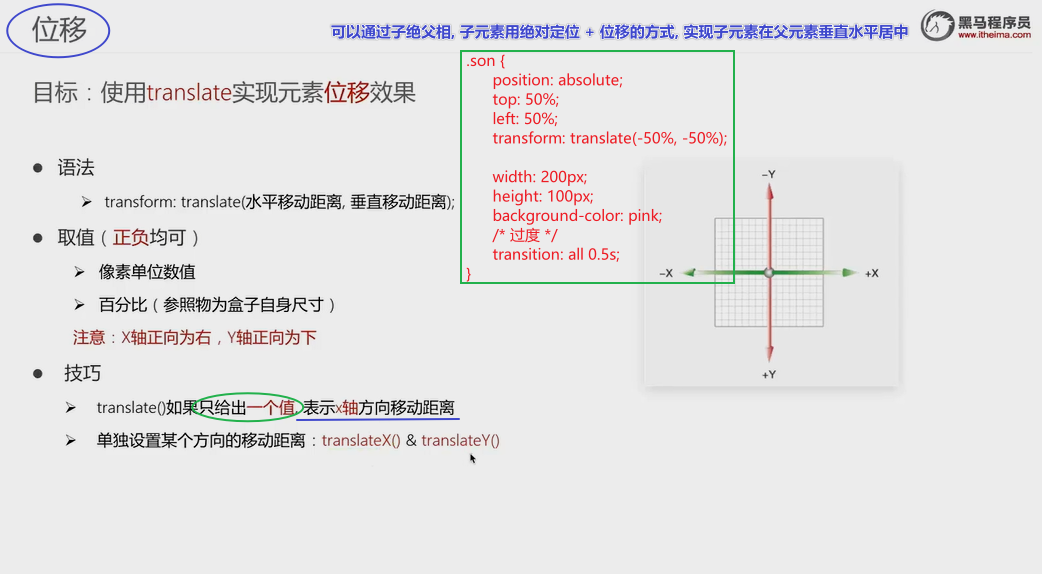 位移
可以通过子绝父相, 子元素用绝对定位 + 位移的方式, 实现子元素在父元素垂直水平居中
黑马程序员
www.itheima.com
目标：使用translate实现元素位移效果
.son {
position: absolute;
top: 50%;
left: 50%;
transform: translate(-50%, -50%);
width: 200px;
height: 100px;
background-color: pink;
/* 过度 */
transition: all 0.5s;
}
● 语法
➢ transform: translate(水平移动距离, 垂直移动距离);
● 取值（正负均可）
➢ 像素单位数值
➢ 百分比（参照物为盒子自身尺寸）
注意：X轴正向为右，Y轴正向为下
● 技巧
➢ translate()如果只给出一个值, 表示x轴方向移动距离
➢ 单独设置某个方向的移动距离：translateX() & translateY()
-Y
-X
+X
+Y